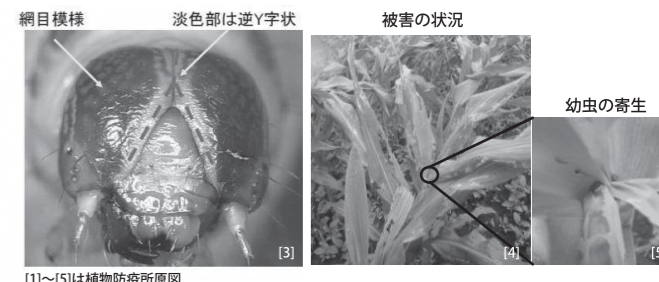 網目模様
淡色部は逆Y字状
被害の状況
幼虫の寄生
[3]
[4]
[5
[1]~[5]は植物防疫所原図